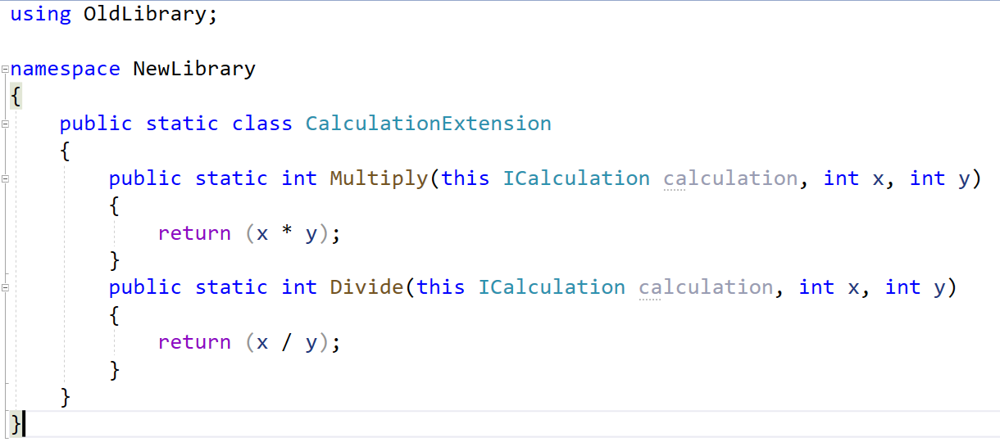 using OldLibrary;
namespace NewLibrary
{
public static class CalculationExtension
{
public static int Multiply(this ICalculation calculation, int x, int y)
{
return (x * y);
}
public static int Divide(this ICalculation calculation, int x, int y)
{
return (x / y);
}
}
}